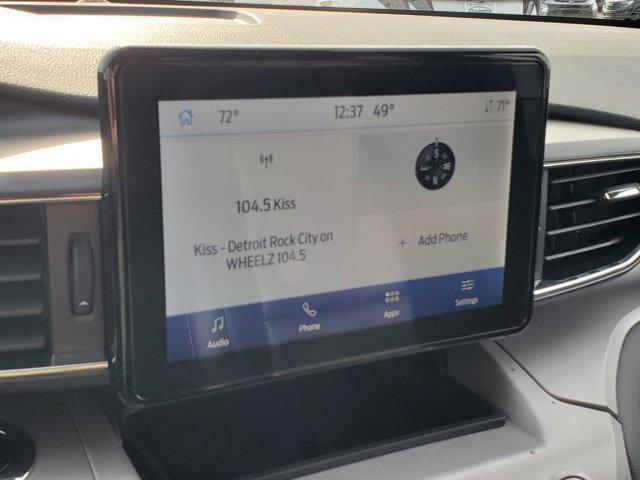 72° 12:37 49° 71°
S
N
104.5 Kiss
Kiss - Detroit Rock City on
WHEELZ 104.5
+ Add Phone
Audio Phone Apps Settings